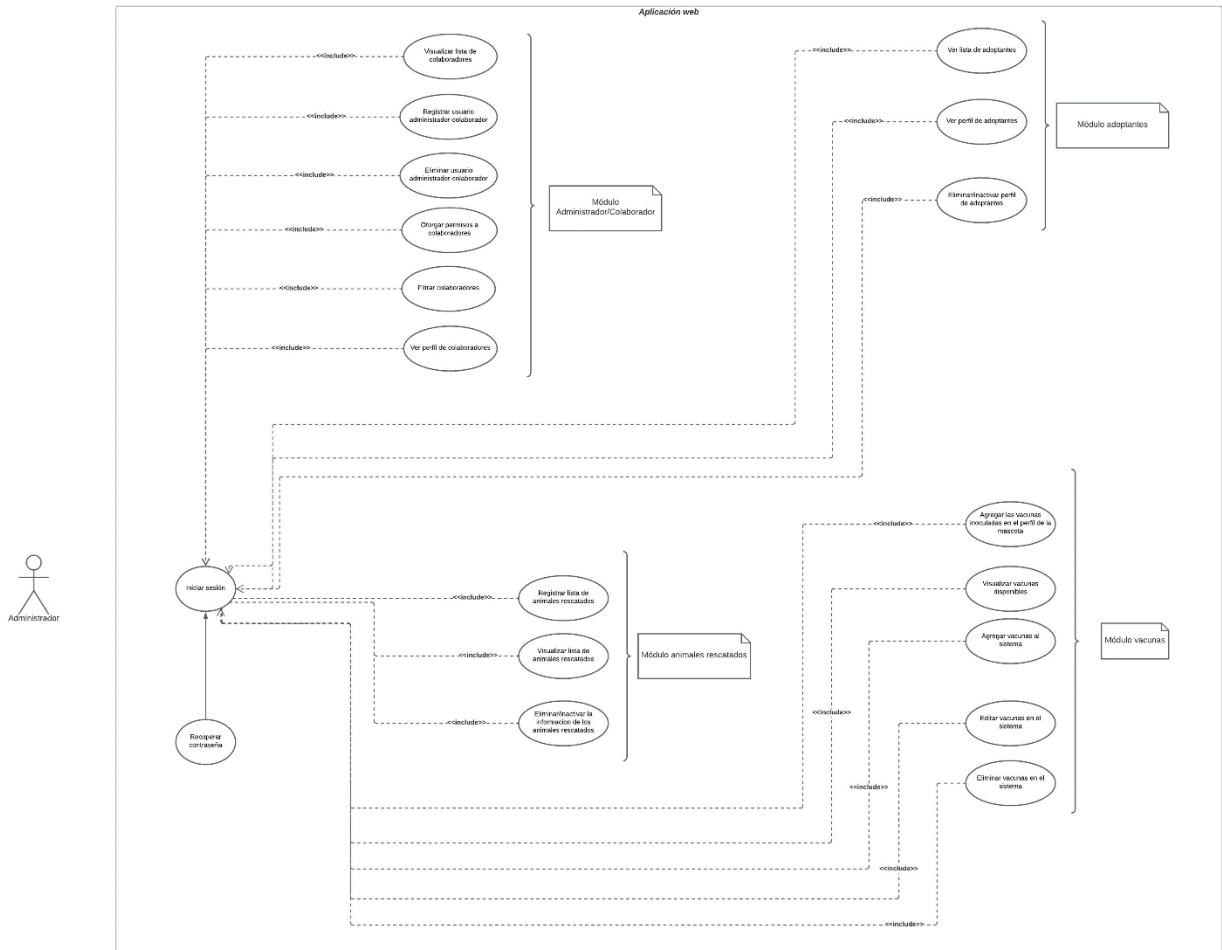 Aplicación web
<<include>>
Visualizar lista de
colaboradores
<<include>>
Registrar usuario
administrador-colaborador
<<include>>
Eliminar usuario
administrador-colaborador
<<include>>
Otorgar permisos a
colaboradores
<<include>>
Filtrar colaboradores
<<include>>
Ver perfil de colaboradores
Módulo
Administrador/Colaborador
<<include>>
Ver lista de adoptantes
<<include>>
Ver perfil de adoptantes
<<include>>
Eliminar/inactivar perfil
de adoptantes
Módulo adoptantes
Administrador
Iniciar sesión
Recuperar
contraseña
<<include>>
Registrar lista de
animales rescatados
<<include>>
Visualizar lista de
animales rescatados
<<include>>
Eliminar/inactivar la
informacion de los
animales rescatados
Módulo animales rescatados
<<include>>
Agregar las vacunas
inoculadas en el perfil de la
mascota
Visualizar vacunas
disponibles
Agregar vacunas al
sistema
<<include>>
Editar vacunas en el
sistema
<<include>>
Eliminar vacunas en el
sistema
<<include>>
<<include>>
Módulo vacunas